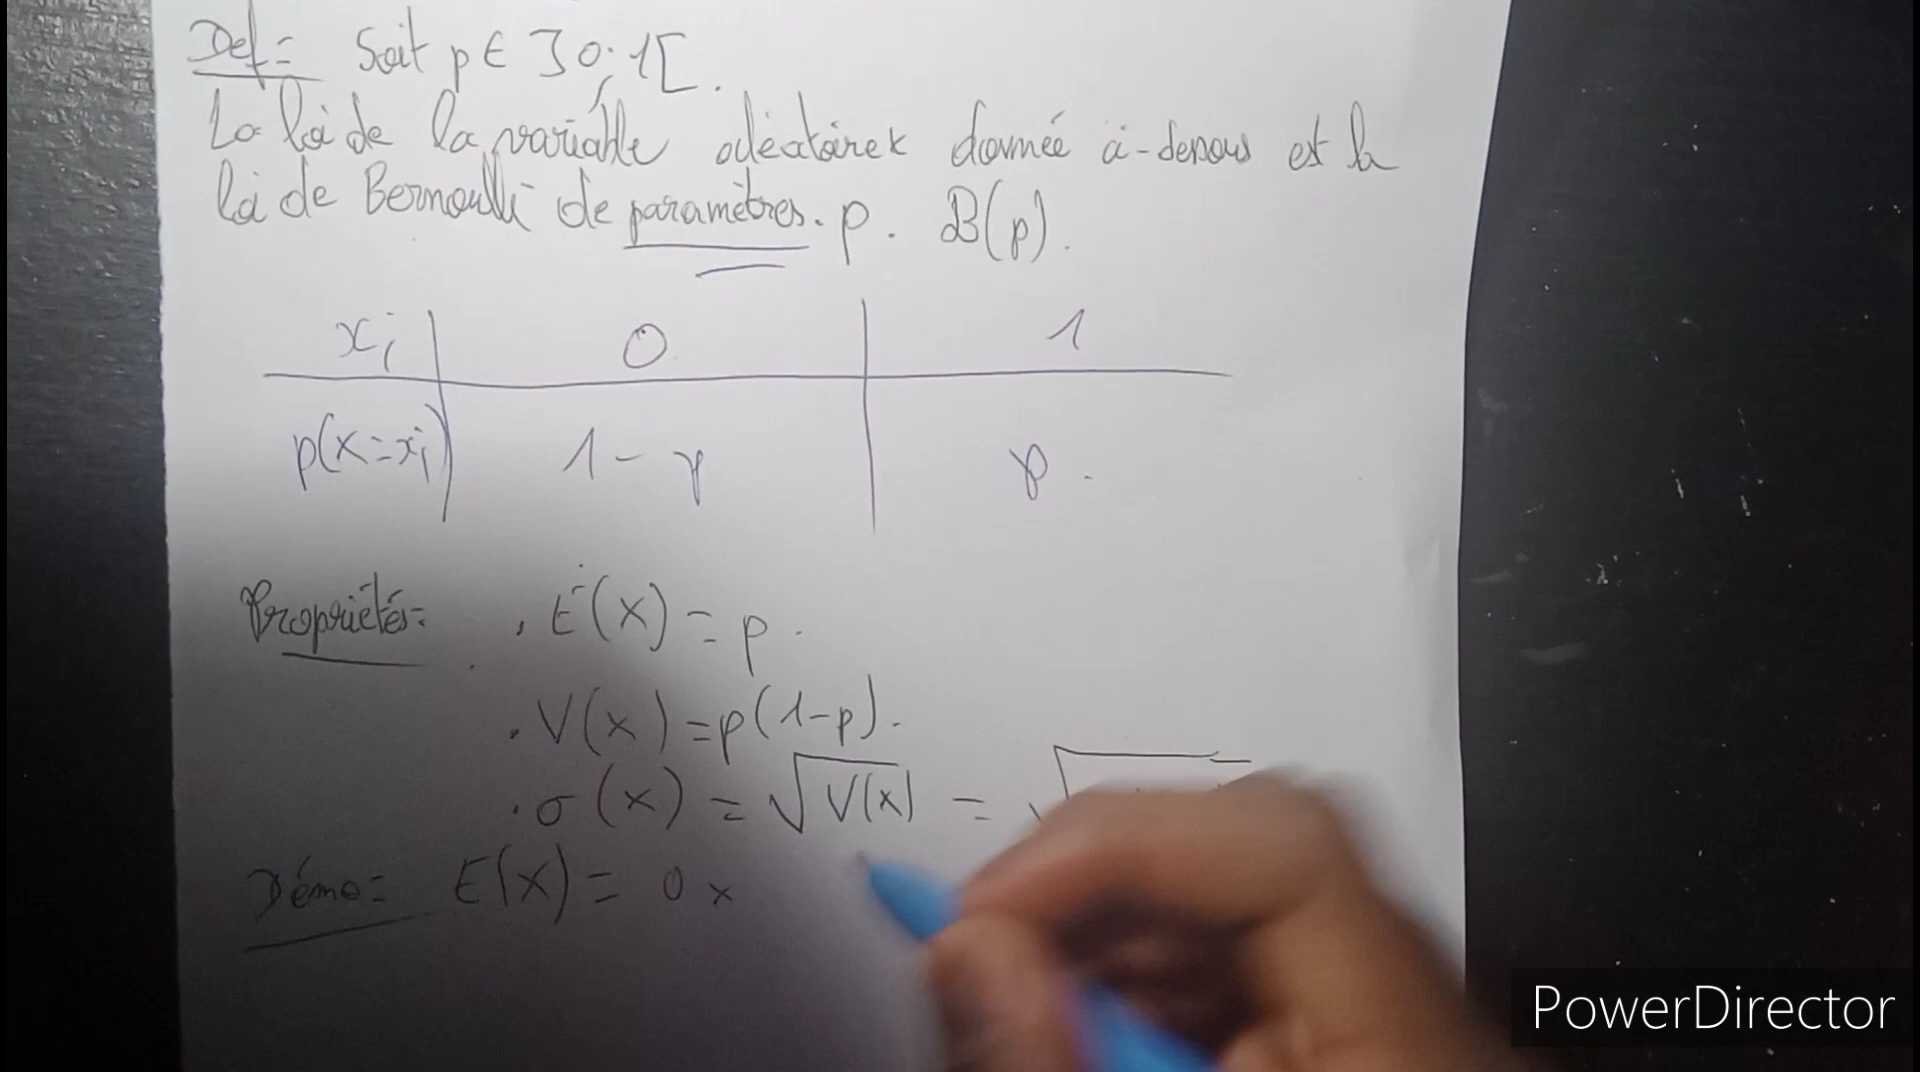 Def = Soit p ∈ ]0;1[.
La loi de la variable aléatoire X donnée ci-dessous est la
loi de Bernoulli de paramètres. p. B(p).
xi | 0 | 1
p(X=xi) | 1-p | p.
Propriétés= . E(X) = p.
. V(X) = p(1-p).
. σ(X) = √V(X) = √
Démo= E(X) = 0 ×
PowerDirector